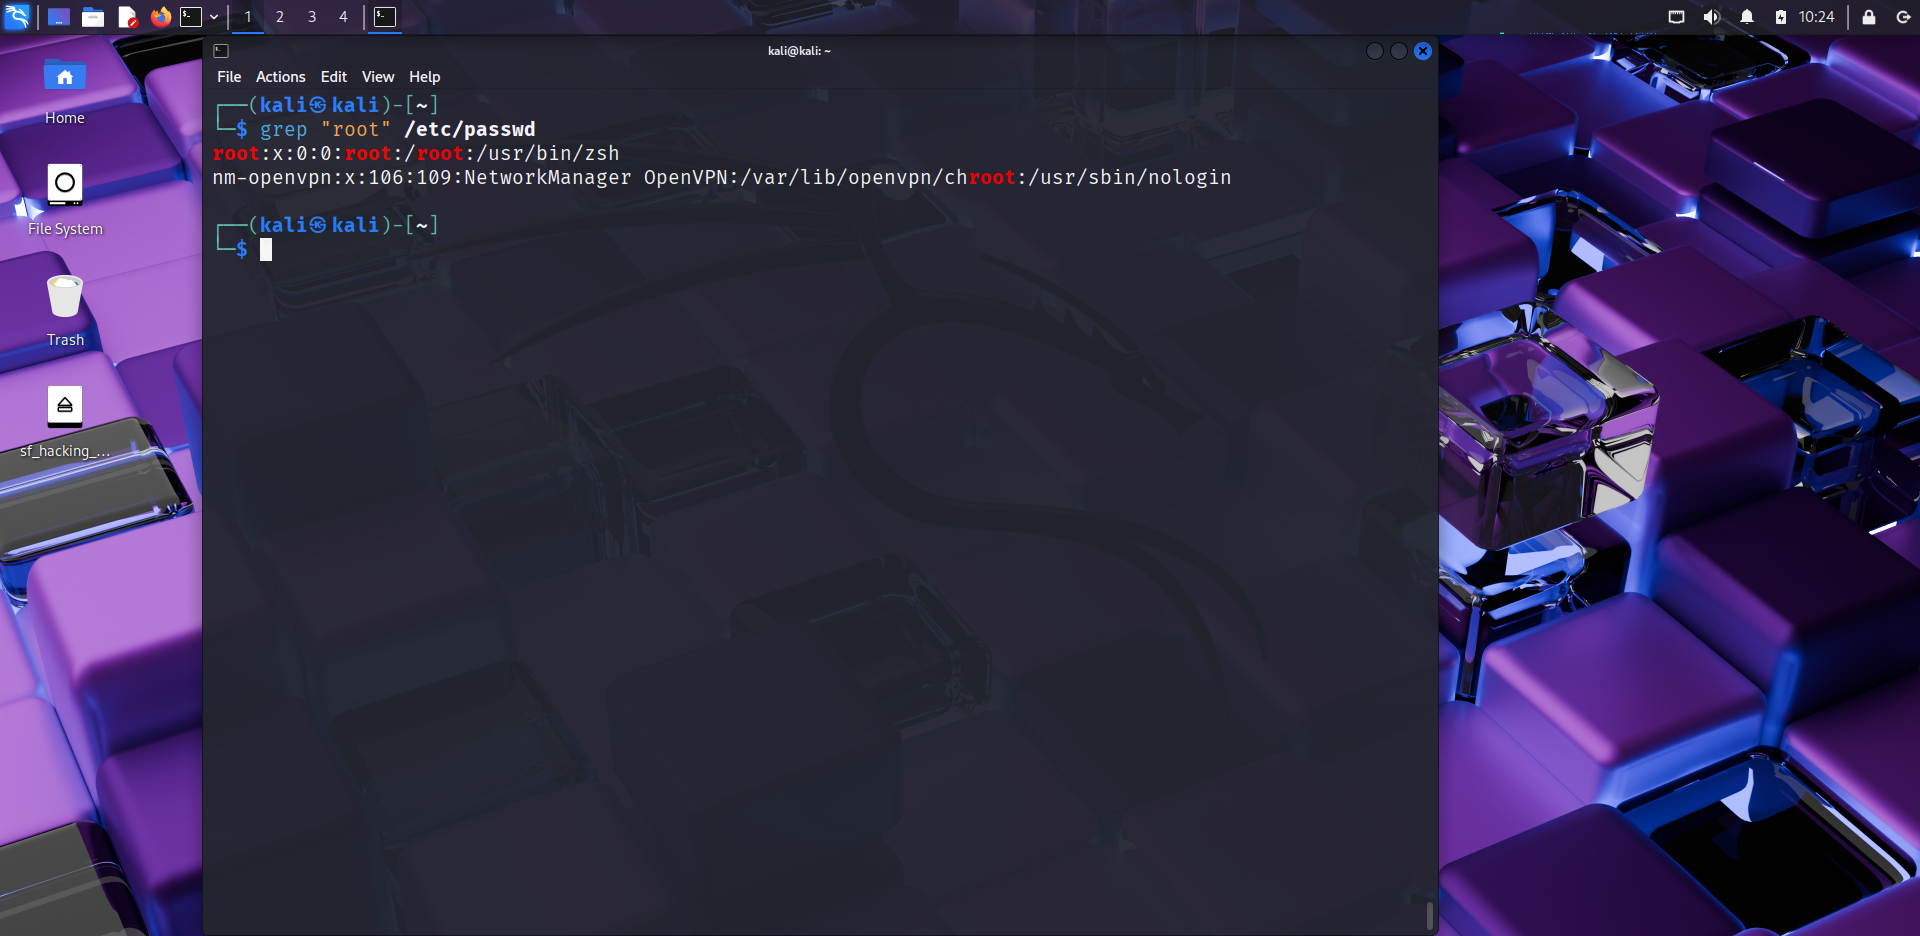 1 2 3 4
10:24
kali@kali: ~
File Actions Edit View Help
(kali㉿kali)-[~]
$ grep "root" /etc/passwd
root:x:0:0:root:/root:/usr/bin/zsh
nm-openvpn:x:106:109:NetworkManager OpenVPN:/var/lib/openvpn/chroot:/usr/sbin/nologin
(kali㉿kali)-[~]
$
Home
File System
Trash
sf_hacking_...